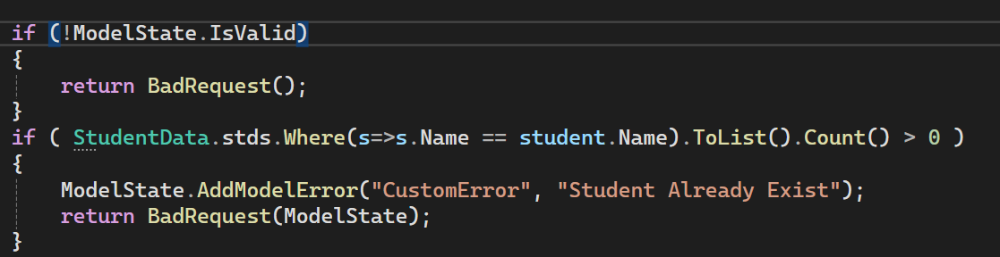 if (!ModelState.IsValid)
{
    return BadRequest();
}
if ( StudentData.stds.Where(s=>s.Name == student.Name).ToList().Count() > 0 )
{
    ModelState.AddModelError("CustomError", "Student Already Exist");
    return BadRequest(ModelState);
}